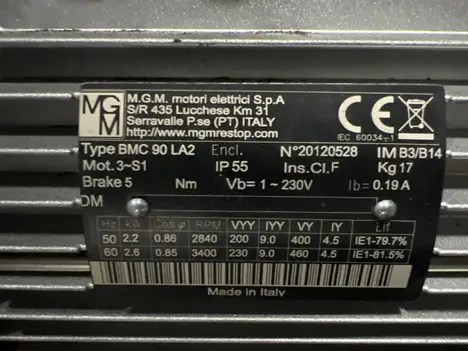 MGM
M.G.M. motori elettrici S.p.A
S/R 435 Lucchese Km 31
Serravalle P.se (PT) ITALY
http://www.mgmrestop.com
CE
IEC 60034-1
Type BMC 90 LA2 Encl. N°20120528 IM B3/B14
Mot.3~S1 IP 55 Ins.Cl.F Kg 17
Brake 5 Nm Vb= 1~230V Ib= 0.19 A
DM
Hz kW Cosφ RPM VYY IYY VY IY Eff
50 2.2 0.86 2840 200 9.0 400 4.5 IE1-79.7%
60 2.6 0.85 3400 230 9.0 460 4.5 IE1-81.5%
Made in Italy